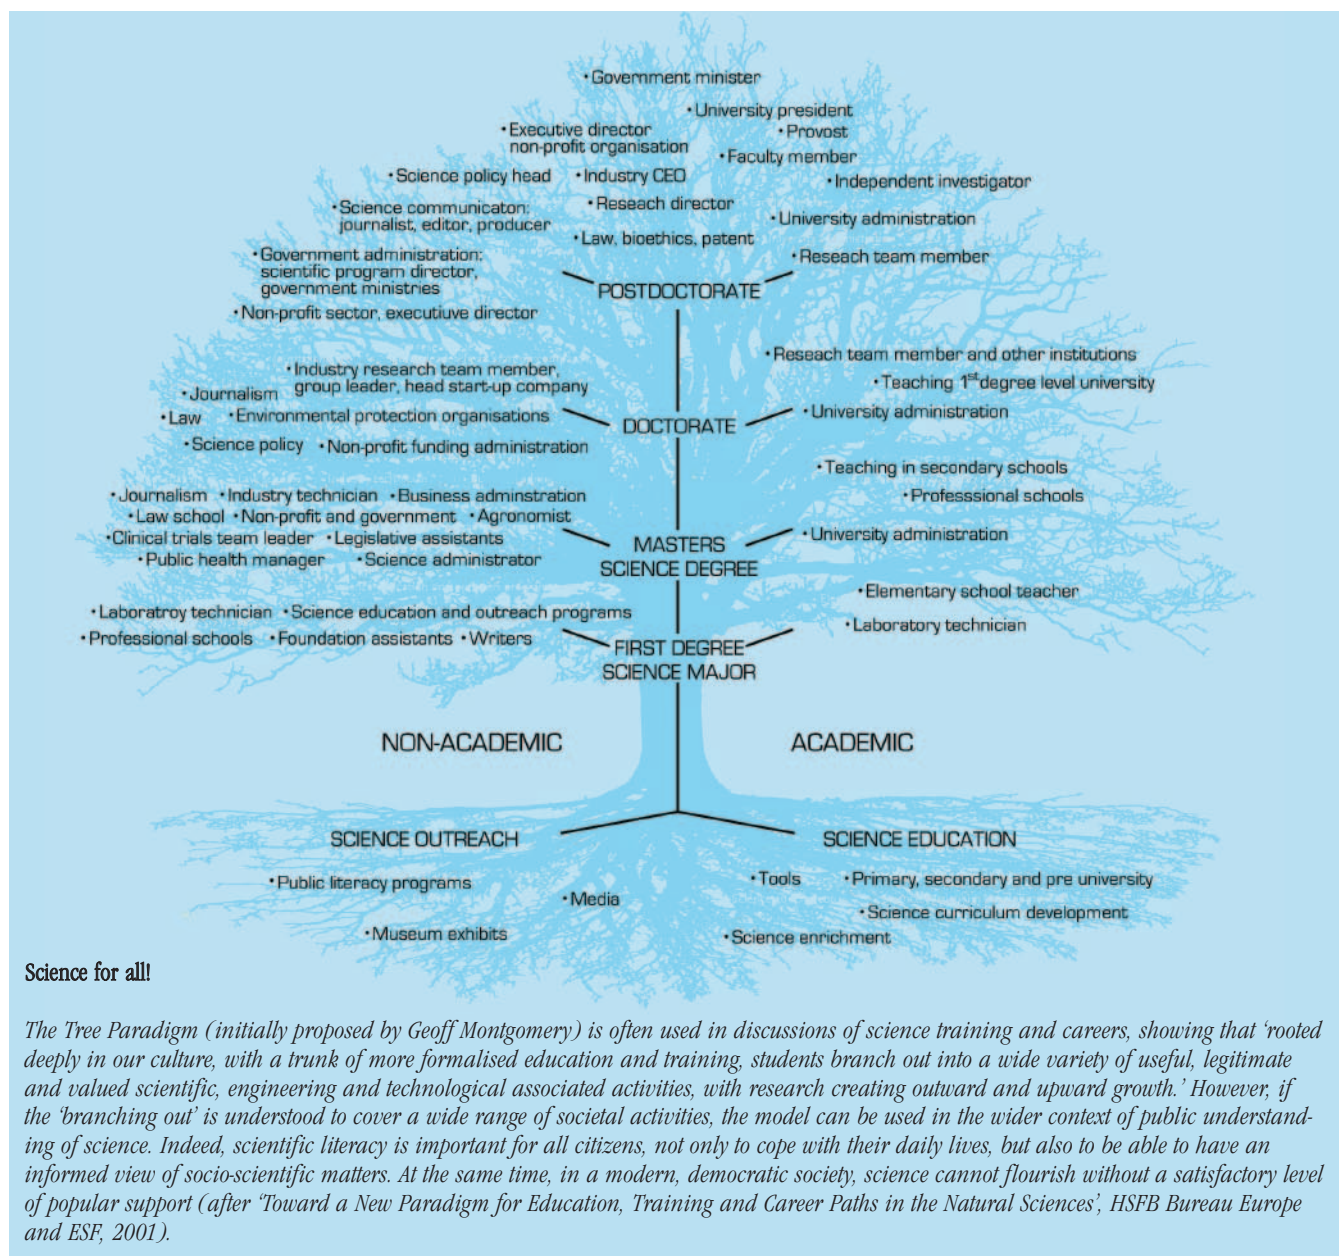 •Government minister
•University president
•Executive director
non-profit organisation
•Provost
•Faculty member
•Science policy head
•Industry CEO
•Independent investigator
•Science communicaton:
journalist, editor, producer
•Reseach director
•University administration
•Law, bioethics, patent
•Government administration:
scientific program director,
government ministries
•Reseach team member
POSTDOCTORATE
•Non-profit sector, executiuve director
•Reseach team member and other institutions
•Industry research team member,
group leader, head start-up company
•Teaching 1st degree level university
•Journalism
•Law
•Environmental protection organisations
•University administration
DOCTORATE
•Science policy
•Non-profit funding administration
•Teaching in secondary schools
•Journalism •Industry technician •Business adminstration
•Professsional schools
•Law school •Non-profit and government •Agronomist
•Clinical trials team leader •Legislative assistants
•University administration
•Public health manager •Science administrator
MASTERS
SCIENCE DEGREE
•Elementary school teacher
•Laboratroy technician •Science education and outreach programs
•Laboratory technician
•Professional schools •Foundation assistants •Writers
FIRST DEGREE
SCIENCE MAJOR
NON-ACADEMIC
ACADEMIC
SCIENCE OUTREACH
SCIENCE EDUCATION
•Public literacy programs
•Media
•Tools
•Primary, secondary and pre university
•Science curriculum development
•Museum exhibits
•Science enrichment
Science for all!
The Tree Paradigm (initially proposed by Geoff Montgomery) is often used in discussions of science training and careers, showing that ‘rooted
deeply in our culture, with a trunk of more formalised education and training, students branch out into a wide variety of useful, legitimate
and valued scientific, engineering and technological associated activities, with research creating outward and upward growth.’ However, if
the ‘branching out’ is understood to cover a wide range of societal activities, the model can be used in the wider context of public understand-
ing of science. Indeed, scientific literacy is important for all citizens, not only to cope with their daily lives, but also to be able to have an
informed view of socio-scientific matters. At the same time, in a modern, democratic society, science cannot flourish without a satisfactory level
of popular support (after ‘Toward a New Paradigm for Education, Training and Career Paths in the Natural Sciences’, HSFB Bureau Europe
and ESF, 2001).